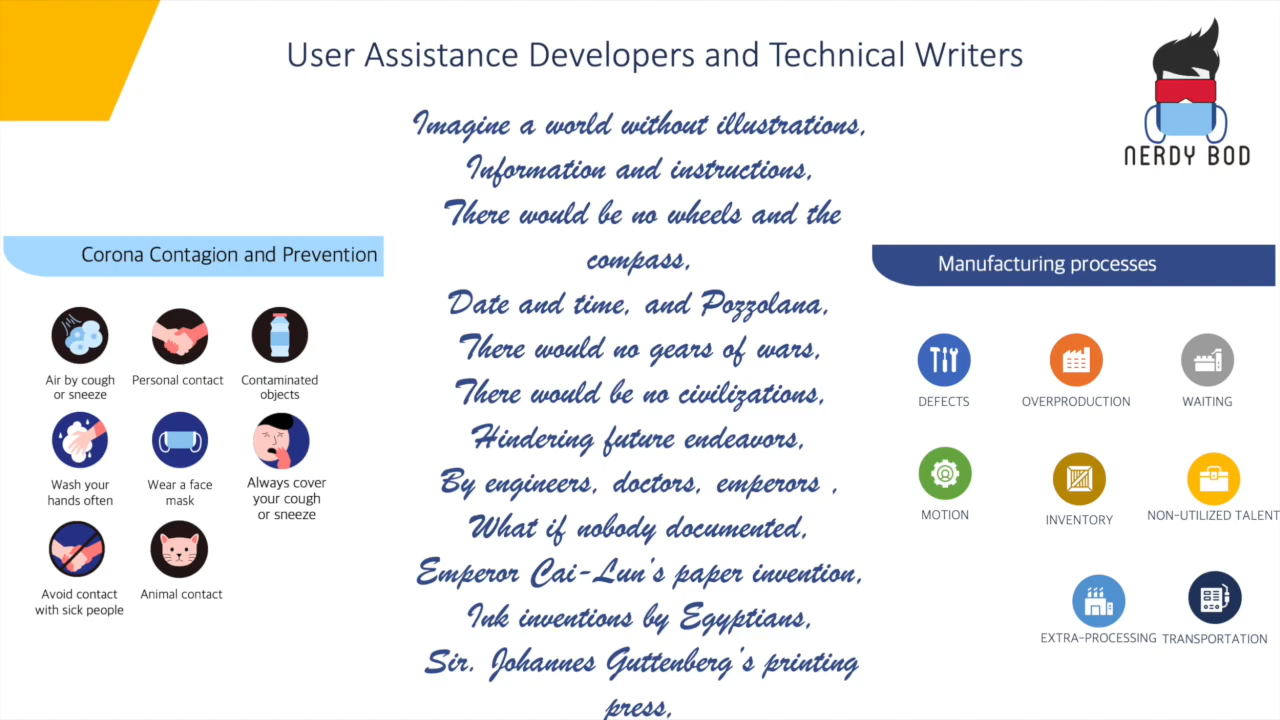 User Assistance Developers and Technical Writers
NERDY BOD
Imagine a world without illustrations,
Information and instructions,
There would be no wheels and the
compass,
Date and time, and Pozzolana,
There would no gears of wars,
There would be no civilizations,
Hindering future endeavors,
By engineers, doctors, emperors ,
What if nobody documented,
Emperor Cai-Lun's paper invention,
Ink inventions by Egyptians,
Sir. Johannes Guttenberg's printing
press,
Corona Contagion and Prevention
Air by cough
or sneeze
Personal contact
Contaminated
objects
Wash your
hands often
Wear a face
mask
Always cover
your cough
or sneeze
Avoid contact
with sick people
Animal contact
Manufacturing processes
DEFECTS
OVERPRODUCTION
WAITING
MOTION
INVENTORY
NON-UTILIZED TALENT
EXTRA-PROCESSING
TRANSPORTATION